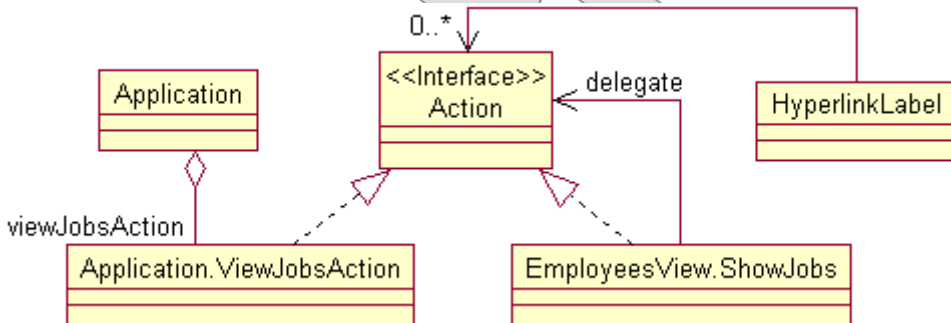 0..*
<<Interface>>
Action
Application
delegate
HyperlinkLabel
viewJobsAction
Application.ViewJobsAction
EmployeesView.ShowJobs